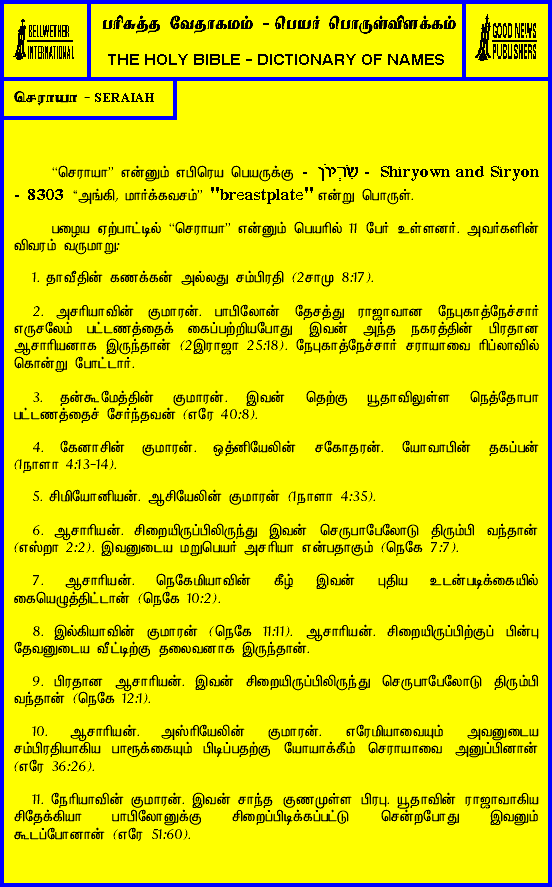 BELLWETHER
INTERNATIONAL
பரிசுத்த வேதாகமம் - பெயர் பொருள்விளக்கம்
THE HOLY BIBLE - DICTIONARY OF NAMES
GOOD NEWS
PUBLISHERS
செராயா - SERAIAH
“செராயா” என்னும் எபிரெய பெயருக்கு - שִׂרְיוֹן - Shiryown and Siryon
- 8303 “அங்கி, மார்க்கவசம்” "breastplate" என்று பொருள்.
பழைய ஏற்பாட்டில் “செராயா” என்னும் பெயரில் 11 பேர் உள்ளனர். அவர்களின்
விவரம் வருமாறு:
1. தாவீதின் கணக்கன் அல்லது சம்பிரதி (2சாமு 8:17).
2. அசரியாவின் குமாரன். பாபிலோன் தேசத்து ராஜாவான நேபுகாத்நேச்சார்
எருசலேம் பட்டணத்தைக் கைப்பற்றியபோது இவன் அந்த நகரத்தின் பிரதான
ஆசாரியனாக இருந்தான் (2இராஜா 25:18). நேபுகாத்நேச்சார் சராயாவை ரிப்லாவில்
கொன்று போட்டார்.
3. தன்கூமேத்தின் குமாரன். இவன் தெற்கு யூதாவிலுள்ள நெத்தோபா
பட்டணத்தைச் சேர்ந்தவன் (எரே 40:8).
4. கேனாசின் குமாரன். ஒத்னியேலின் சகோதரன். யோவாபின் தகப்பன்
(1நாளா 4:13-14).
5. சிமியோனியன். ஆசியேலின் குமாரன் (1நாளா 4:35).
6. ஆசாரியன். சிறையிருப்பிலிருந்து இவன் செருபாபேலோடு திரும்பி வந்தான்
(எஸ்றா 2:2). இவனுடைய மறுபெயர் அசரியா என்பதாகும் (நெகே 7:7).
7. ஆசாரியன். நெகேமியாவின் கீழ் இவன் புதிய உடன்படிக்கையில்
கையெழுத்திட்டான் (நெகே 10:2).
8. இல்கியாவின் குமாரன் (நெகே 11:11). ஆசாரியன். சிறையிருப்பிற்குப் பின்பு
தேவனுடைய வீட்டிற்கு தலைவனாக இருந்தான்.
9. பிரதான ஆசாரியன். இவன் சிறையிருப்பிலிருந்து செருபாபேலோடு திரும்பி
வந்தான் (நெகே 12:1).
10. ஆசாரியன். அஸ்ரியேலின் குமாரன். எரேமியாவையும் அவனுடைய
சம்பிரதியாகிய பாரூக்கையும் பிடிப்பதற்கு யோயாக்கீம் செராயாவை அனுப்பினான்
(எரே 36:26).
11. நேரியாவின் குமாரன். இவன் சாந்த குணமுள்ள பிரபு. யூதாவின் ராஜாவாகிய
சிதேக்கியா பாபிலோனுக்கு சிறைப்பிடிக்கப்பட்டு சென்றபோது இவனும்
கூடப்போனான் (எரே 51:60).